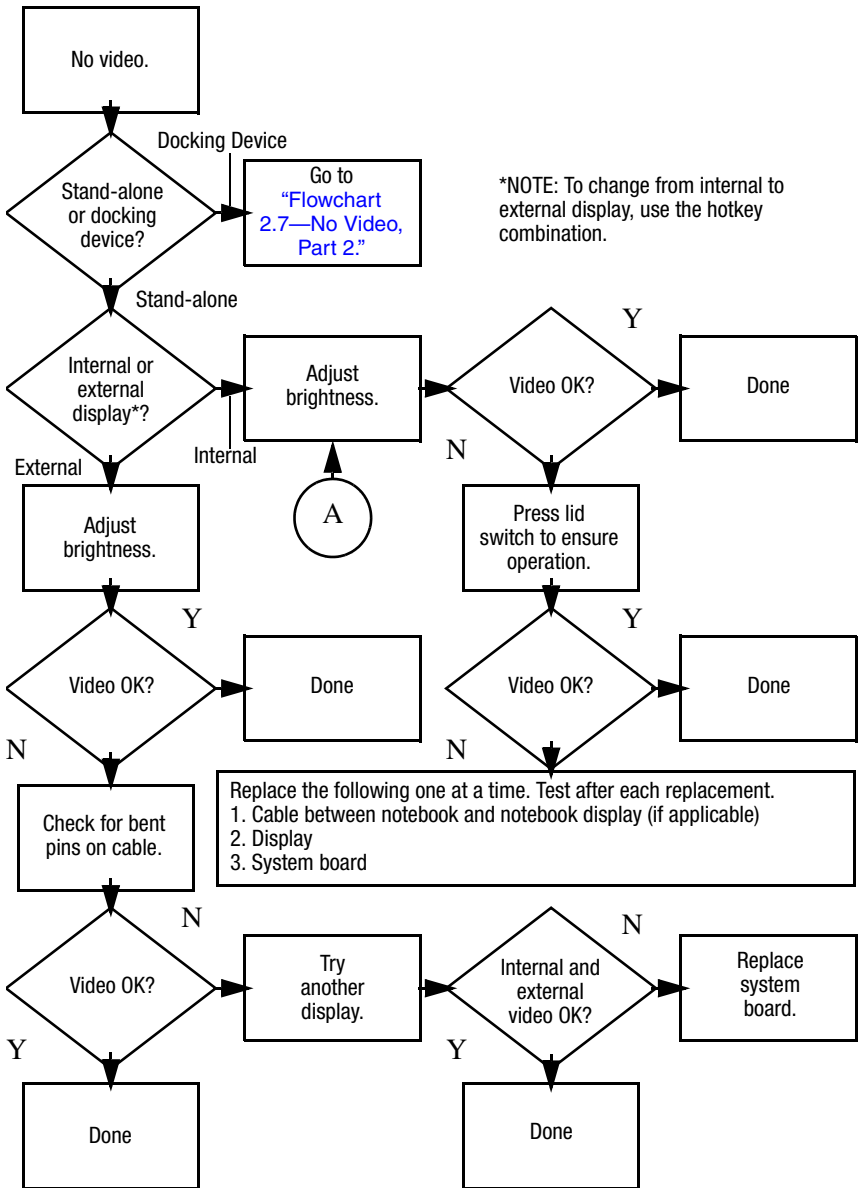 No video.
Docking Device
Stand-alone
or docking
device?
Go to
“Flowchart
2.7—No Video,
Part 2.”
*NOTE: To change from internal to
external display, use the hotkey
combination.
Stand-alone
Internal or
external
display*?
Internal
External
Adjust
brightness.
A
Video OK?
Y
Done
N
Press lid
switch to ensure
operation.
Video OK?
Y
Done
N
Replace the following one at a time. Test after each replacement.
1. Cable between notebook and notebook display (if applicable)
2. Display
3. System board
Adjust
brightness.
Video OK?
Y
Done
N
Check for bent
pins on cable.
Video OK?
N
Try
another
display.
Internal and
external
video OK?
N
Replace
system
board.
Y
Done
Y
Done